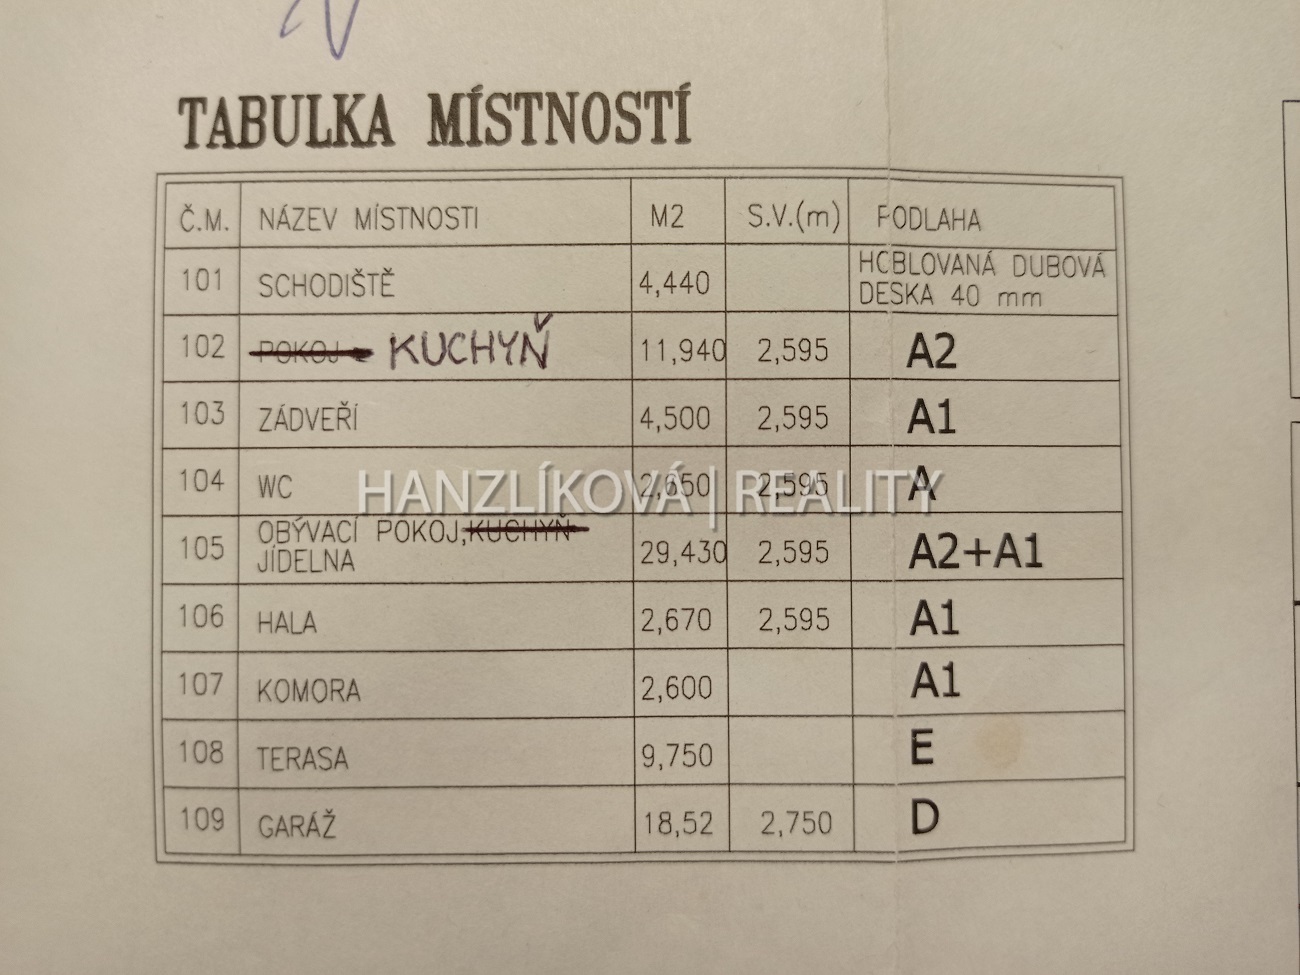 TABULKA MÍSTNOSTÍ
Č.M. NÁZEV MÍSTNOSTI M2 S.V.(m) PODLAHA
101 SCHODIŠTĚ 4,440 HOBLOVANÁ DUBOVÁ
DESKA 40 mm
102 POKOJ KUCHYŇ 11,940 2,595 A2
103 ZÁDVEŘÍ 4,500 2,595 A1
104 WC 2,595 A
HANZLÍKOVÁ | REALITY
105 OBÝVACÍ POKOJ,KUCHYŇ
JÍDELNA 29,430 2,595 A2+A1
106 HALA 2,670 2,595 A1
107 KOMORA 2,600 A1
108 TERASA 9,750 E
109 GARÁŽ 18,52 2,750 D